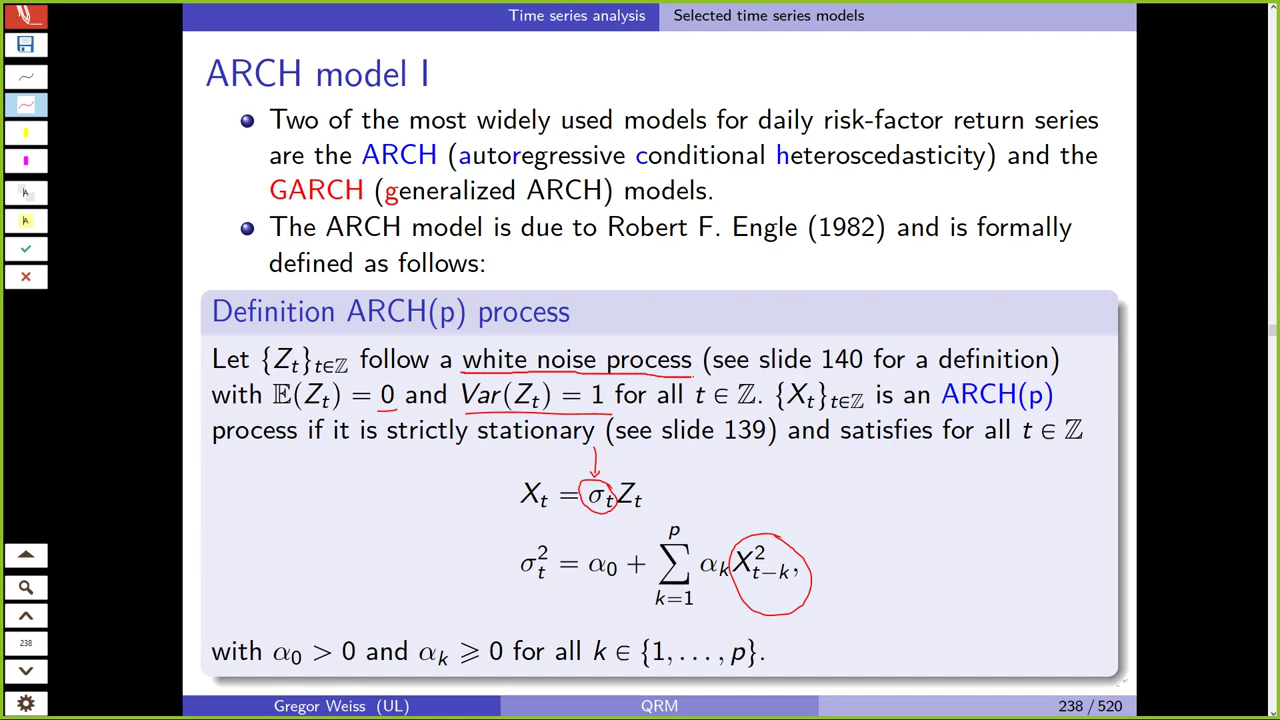 Time series analysis Selected time series models
ARCH model I
Two of the most widely used models for daily risk-factor return series
are the ARCH (autoregressive conditional heteroscedasticity) and the
GARCH (generalized ARCH) models.
The ARCH model is due to Robert F. Engle (1982) and is formally
defined as follows:
Definition ARCH(p) process
Let {Z_t}_{t∈ℤ} follow a white noise process (see slide 140 for a definition)
with 𝔼(Z_t) = 0 and Var(Z_t) = 1 for all t ∈ ℤ. {X_t}_{t∈ℤ} is an ARCH(p)
process if it is strictly stationary (see slide 139) and satisfies for all t ∈ ℤ
X_t = σ_t Z_t
σ_t^2 = α_0 + ∑_{k=1}^{p} α_k X_{t−k}^2,
with α_0 > 0 and α_k ⩾ 0 for all k ∈ {1, . . . , p}.
238
Gregor Weiss (UL) QRM 238 / 520